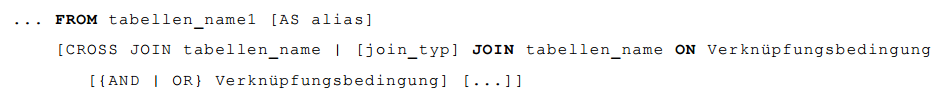 ... FROM tabellen_name1 [AS alias]
[CROSS JOIN tabellen_name | [join_typ] JOIN tabellen_name ON Verknüpfungsbedingung
[{AND | OR} Verknüpfungsbedingung] [...]]